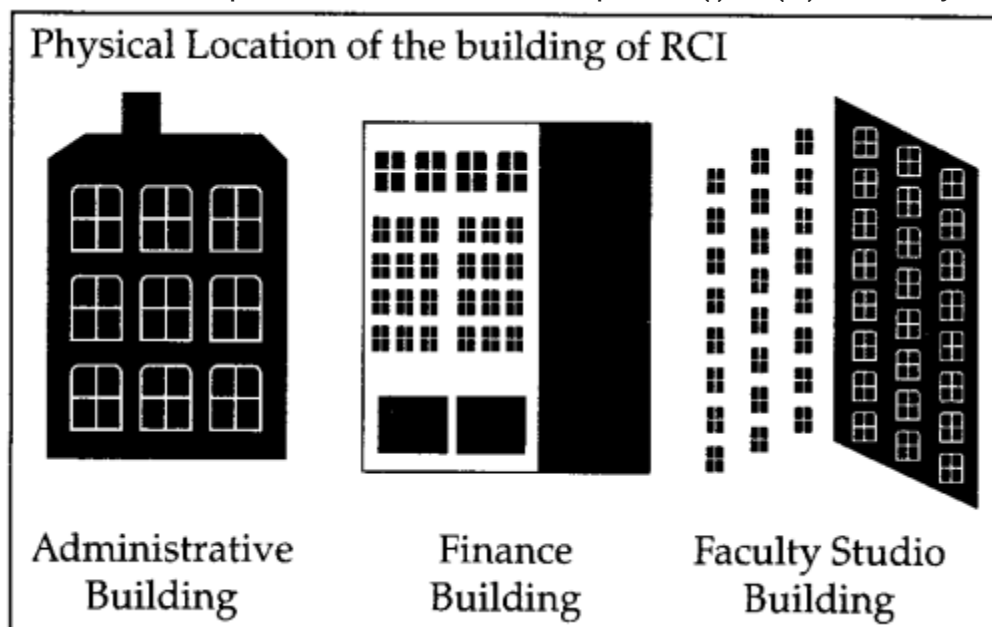 Physical Location of the building of RCI
Administrative
Building
Finance
Building
Faculty Studio
Building